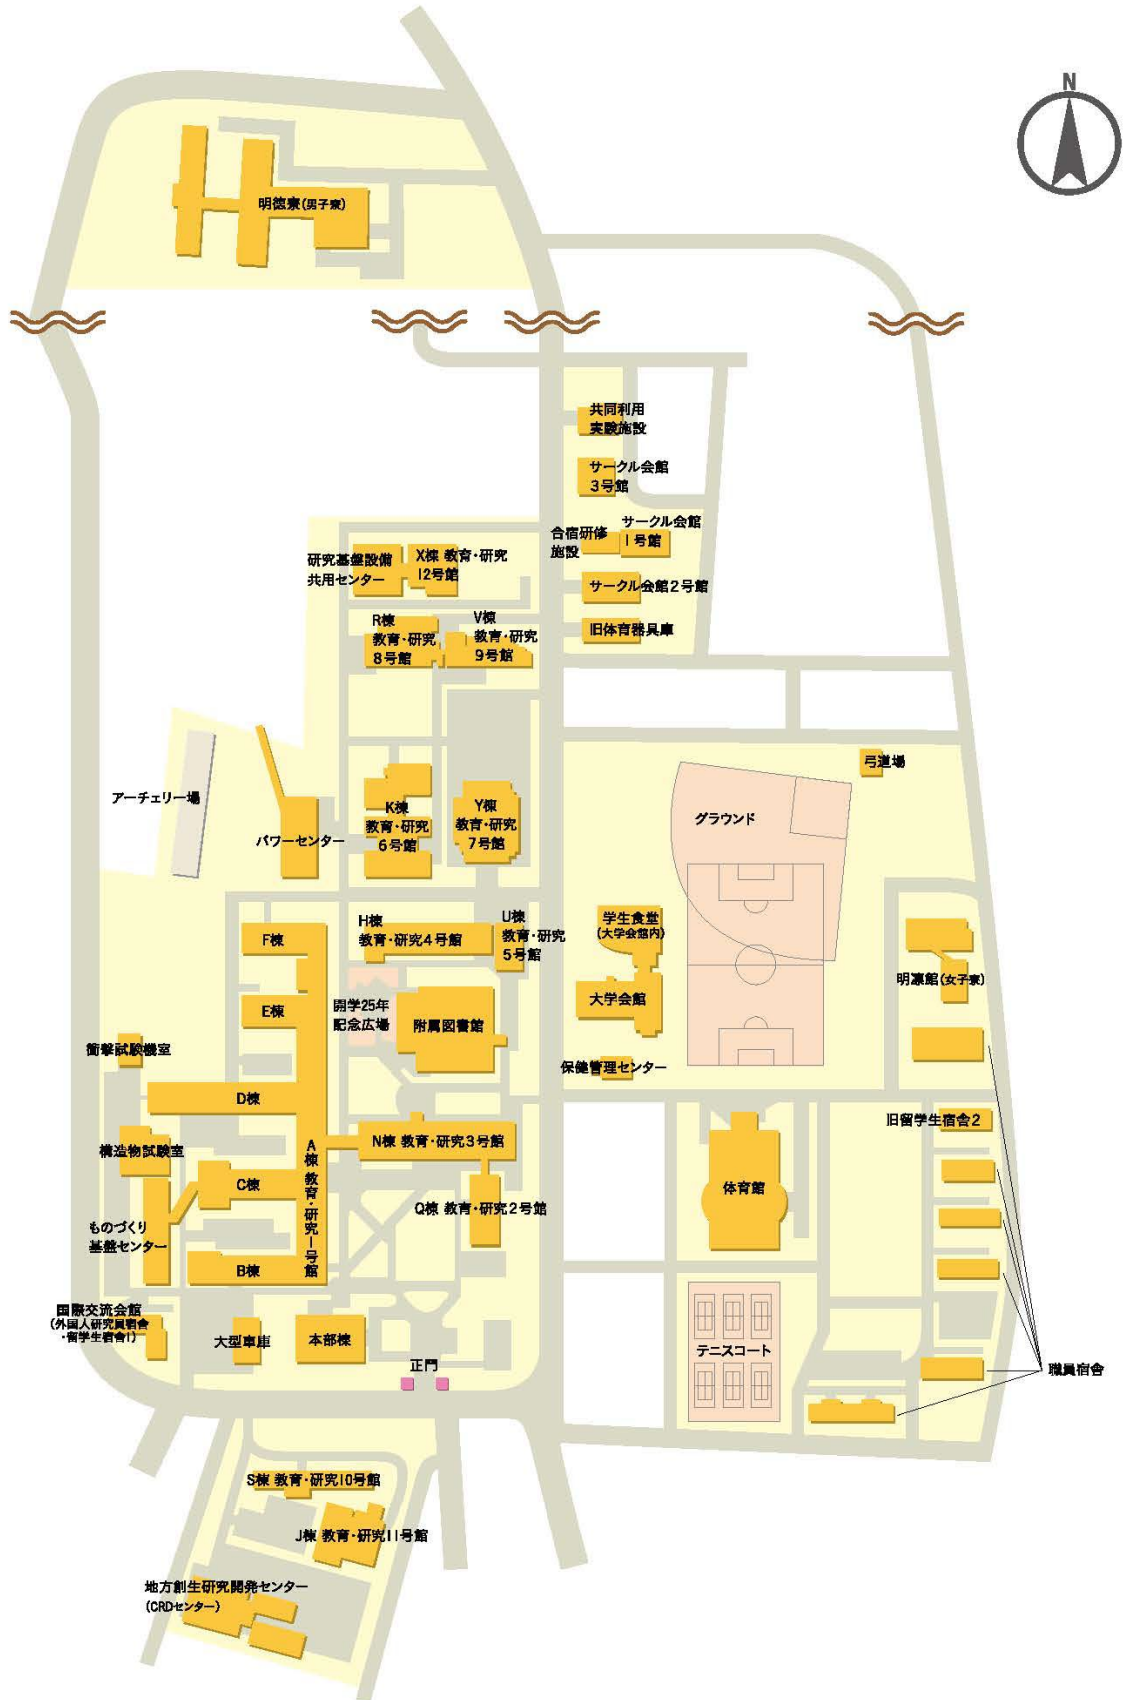 N
明徳寮(男子寮)
共同利用
実験施設
サークル会館
3号館
サークル会館
1号館
合宿研修
施設
サークル会館2号館
旧体育器具庫
研究基盤設備
共用センター
X棟 教育・研究
12号館
R棟
教育・研究
8号館
V棟
教育・研究
9号館
弓道場
アーチェリー場
パワーセンター
K棟
教育・研究
6号館
Y棟
教育・研究
7号館
グラウンド
F棟
H棟
教育・研究4号館
U棟
教育・研究
5号館
学生食堂
(大学会館内)
明凛館(女子寮)
E棟
開学25年
記念広場
附属図書館
大学会館
衝撃試験機室
保健管理センター
D棟
旧留学生宿舎2
構造物試験室
A棟 教育・研究1号館
N棟 教育・研究3号館
体育館
C棟
Q棟 教育・研究2号館
ものづくり
基盤センター
B棟
国際交流会館
(外国人研究員宿舎
・留学生宿舎1)
大型車庫
本部棟
正門
テニスコート
職員宿舎
S棟 教育・研究10号館
J棟 教育・研究11号館
地方創生研究開発センター
(CRDセンター)